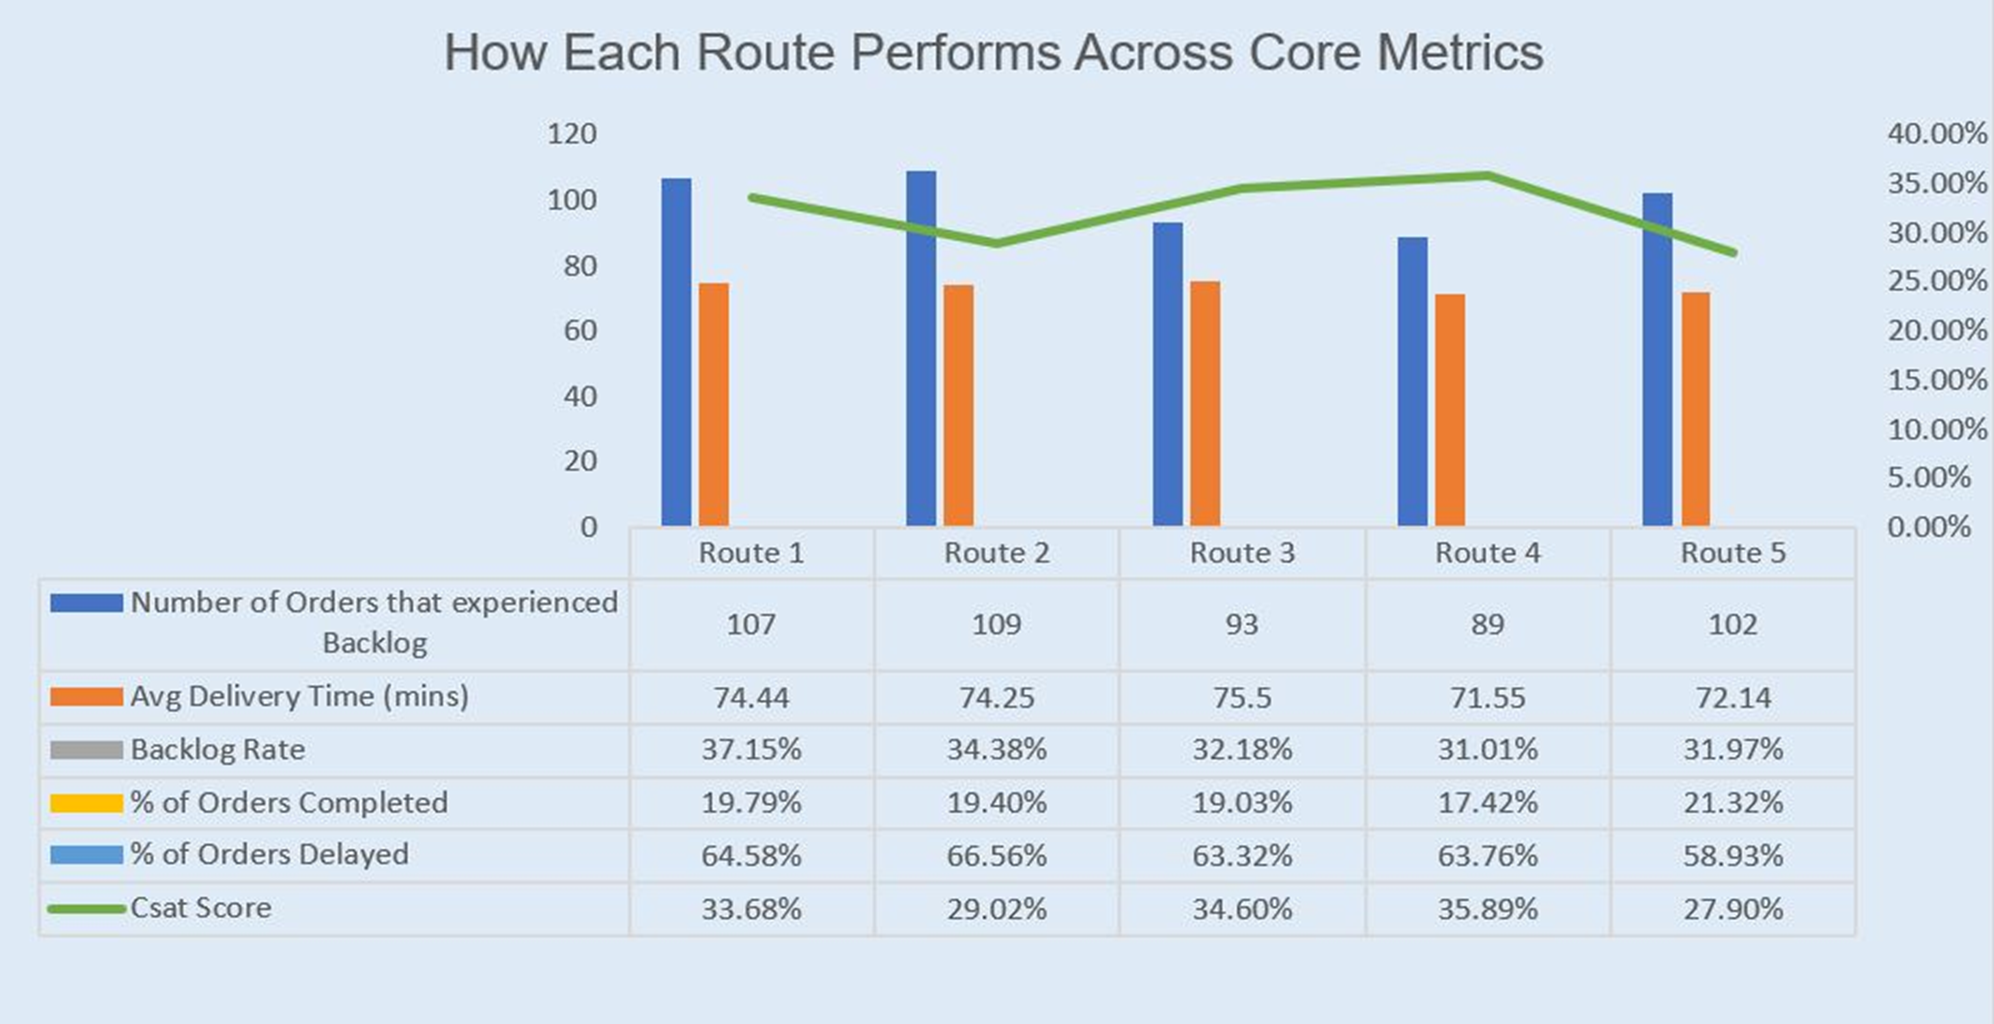 How Each Route Performs Across Core Metrics
120
100
80
60
40
20
0
40.00%
35.00%
30.00%
25.00%
20.00%
15.00%
10.00%
5.00%
0.00%
Route 1 Route 2 Route 3 Route 4 Route 5
Number of Orders that experienced
Backlog
107 109 93 89 102
Avg Delivery Time (mins) 74.44 74.25 75.5 71.55 72.14
Backlog Rate 37.15% 34.38% 32.18% 31.01% 31.97%
% of Orders Completed 19.79% 19.40% 19.03% 17.42% 21.32%
% of Orders Delayed 64.58% 66.56% 63.32% 63.76% 58.93%
Csat Score 33.68% 29.02% 34.60% 35.89% 27.90%